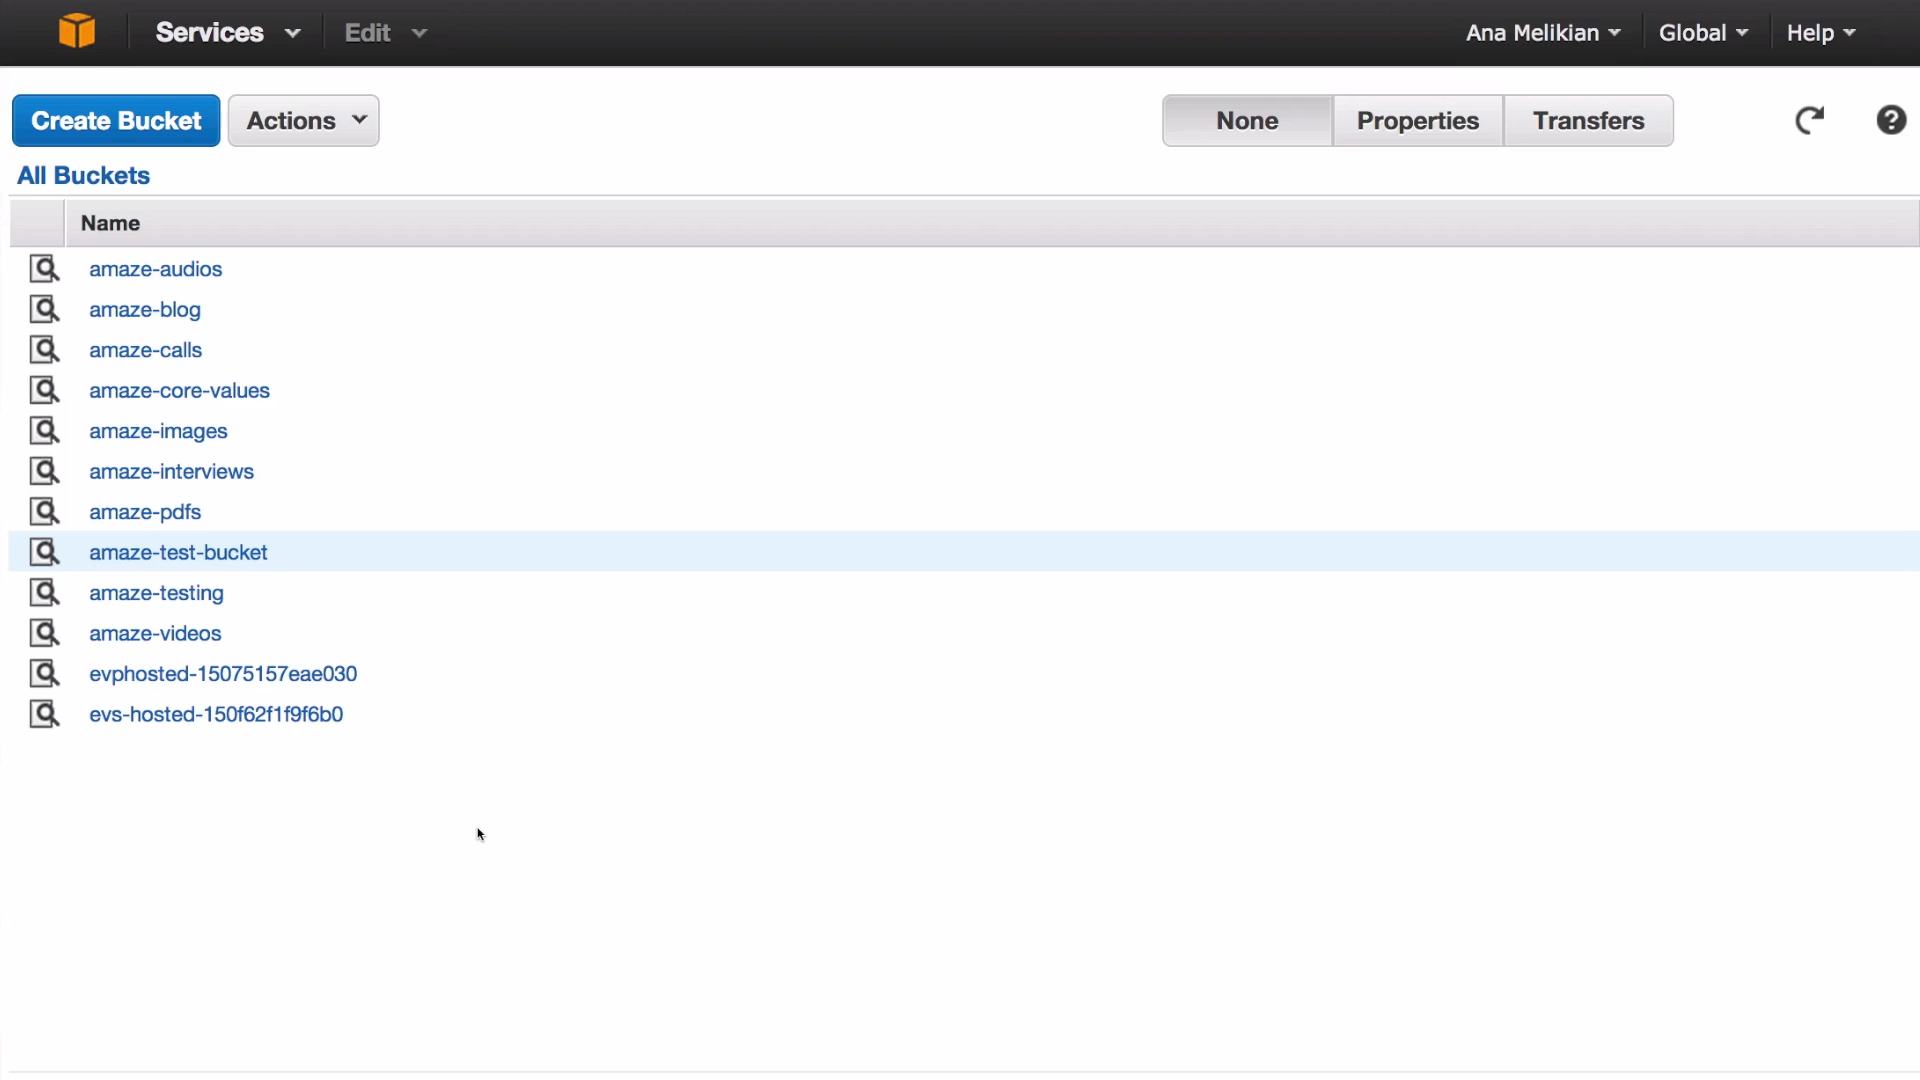 Services Edit Ana Melikian Global Help
Create Bucket Actions None Properties Transfers ?
All Buckets
Name
amaze-audios
amaze-blog
amaze-calls
amaze-core-values
amaze-images
amaze-interviews
amaze-pdfs
amaze-test-bucket
amaze-testing
amaze-videos
evphosted-15075157eae030
evs-hosted-150f62f1f9f6b0